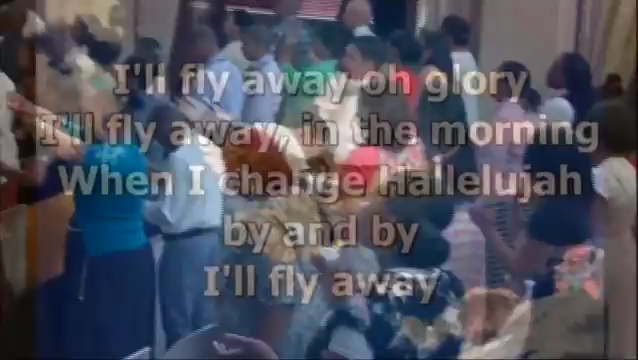 I'll fly away oh glory
I'll fly away, in the morning
When I change Hallelujah
by and by
I'll fly away